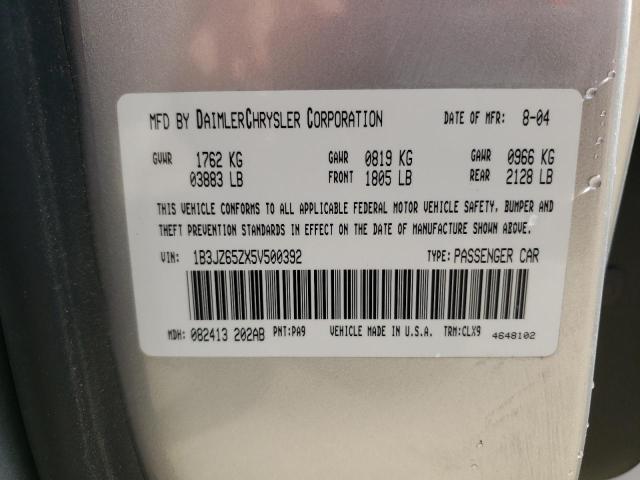 MFD BY DAIMLERCHRYSLER CORPORATION DATE OF MFR: 8-04
GVWR 1762 KG GAWR 0819 KG GAWR 0966 KG
03883 LB FRONT 1805 LB REAR 2128 LB
THIS VEHICLE CONFORMS TO ALL APPLICABLE FEDERAL MOTOR VEHICLE SAFETY, BUMPER AND
THEFT PREVENTION STANDARDS IN EFFECT ON THE DATE OF MANUFACTURE SHOWN ABOVE.
VIN: 1B3JZ65ZX5V500392 TYPE: PASSENGER CAR
MDH: 082413 202AB PNT: PA9 VEHICLE MADE IN U.S.A. TRM: CLX9 4648102